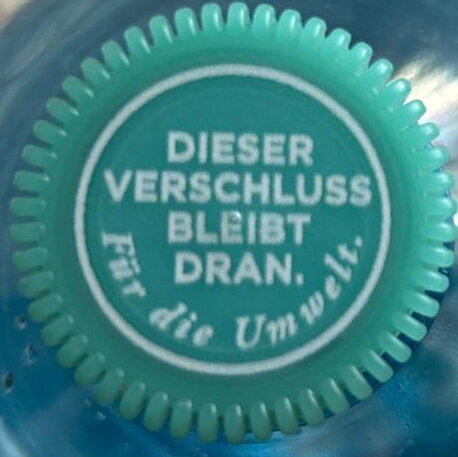 DIESER
VERSCHLUSS
BLEIBT
DRAN.
Für die Umwelt.